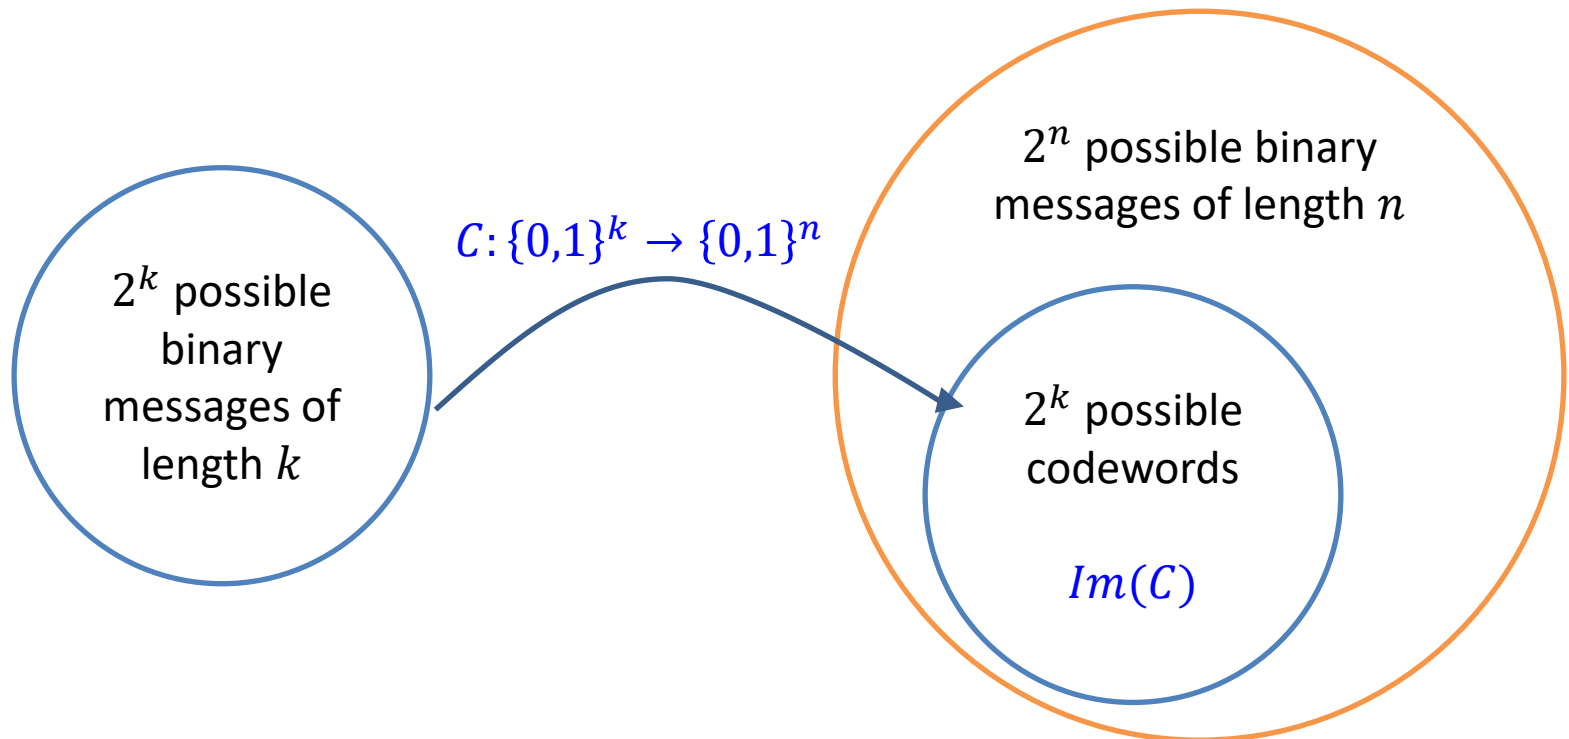 2^k possible
binary
messages of
length k
C: {0,1}^k → {0,1}^n
2^n possible binary
messages of length n
2^k possible
codewords
Im(C)